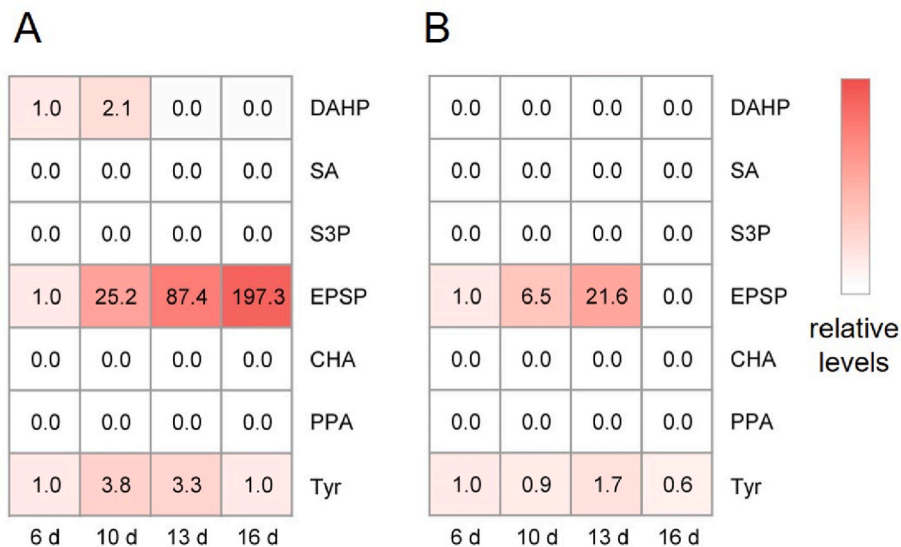 A B
1.0 2.1 0.0 0.0 DAHP 0.0 0.0 0.0 0.0 DAHP
0.0 0.0 0.0 0.0 SA 0.0 0.0 0.0 0.0 SA
0.0 0.0 0.0 0.0 S3P 0.0 0.0 0.0 0.0 S3P
1.0 25.2 87.4 197.3 EPSP 1.0 6.5 21.6 0.0 EPSP
0.0 0.0 0.0 0.0 CHA 0.0 0.0 0.0 0.0 CHA
0.0 0.0 0.0 0.0 PPA 0.0 0.0 0.0 0.0 PPA
1.0 3.8 3.3 1.0 Tyr 1.0 0.9 1.7 0.6 Tyr
6 d 10 d 13 d 16 d 6 d 10 d 13 d 16 d
relative
levels